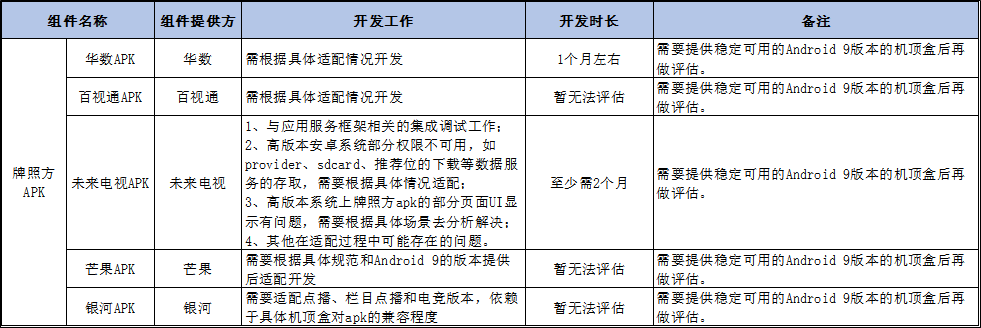 组件名称 组件提供方 开发工作 开发时长 备注
牌照方
APK
华数APK 华数 需根据具体适配情况开发 1个月左右 需要提供稳定可用的Android 9版本的机顶盒后再
做评估。
百视通APK 百视通 需根据具体适配情况开发 暂无法评估 需要提供稳定可用的Android 9版本的机顶盒后再
做评估。
未来电视APK 未来电视
1、与应用服务框架相关的集成调试工作;
2、高版本安卓系统部分权限不可用,如
provider、sdcard、推荐位的下载等数据服
务的存取,需要根据具体情况适配;
3、高版本系统上牌照方apk的部分页面UI显
示有问题,需要根据具体场景去分析解决;
4、其他在适配过程中可能存在的问题。
至少需2个月
需要提供稳定可用的Android 9版本的机顶盒后再
做评估。
芒果APK 芒果
需要根据具体规范和Android 9的版本提供
后适配开发
暂无法评估
需要提供稳定可用的Android 9版本的机顶盒后再
做评估。
银河APK 银河
需要适配点播、栏目点播和电竞版本,依赖
于具体机顶盒对apk的兼容程度
暂无法评估
需要提供稳定可用的Android 9版本的机顶盒后再
做评估。